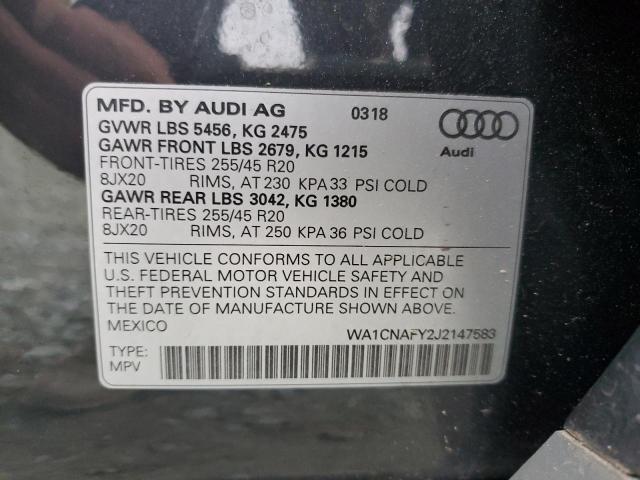 MFD. BY AUDI AG 0318
GVWR LBS 5456, KG 2475
GAWR FRONT LBS 2679, KG 1215
Audi
FRONT-TIRES 255/45 R20
8JX20 RIMS, AT 230 KPA 33 PSI COLD
GAWR REAR LBS 3042, KG 1380
REAR-TIRES 255/45 R20
8JX20 RIMS, AT 250 KPA 36 PSI COLD
THIS VEHICLE CONFORMS TO ALL APPLICABLE
U.S. FEDERAL MOTOR VEHICLE SAFETY AND
THEFT PREVENTION STANDARDS IN EFFECT ON
THE DATE OF MANUFACTURE SHOWN ABOVE.
MEXICO WA1CNAFY2J2147583
TYPE:
MPV